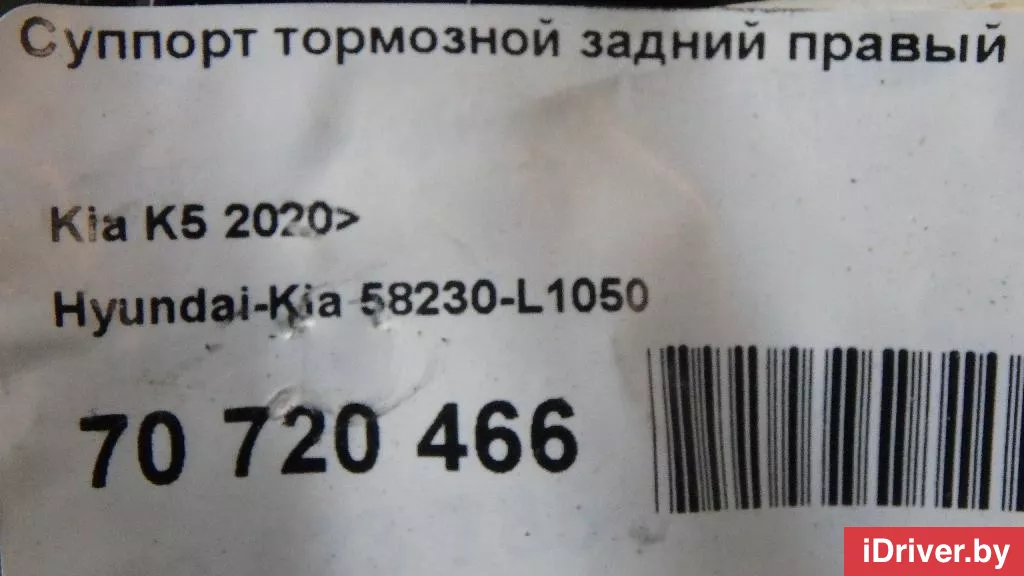 Суппорт тормозной задний правый
Kia K5 2020>
Hyundai-Kia 58230-L1050
70 720 466
iDriver.by